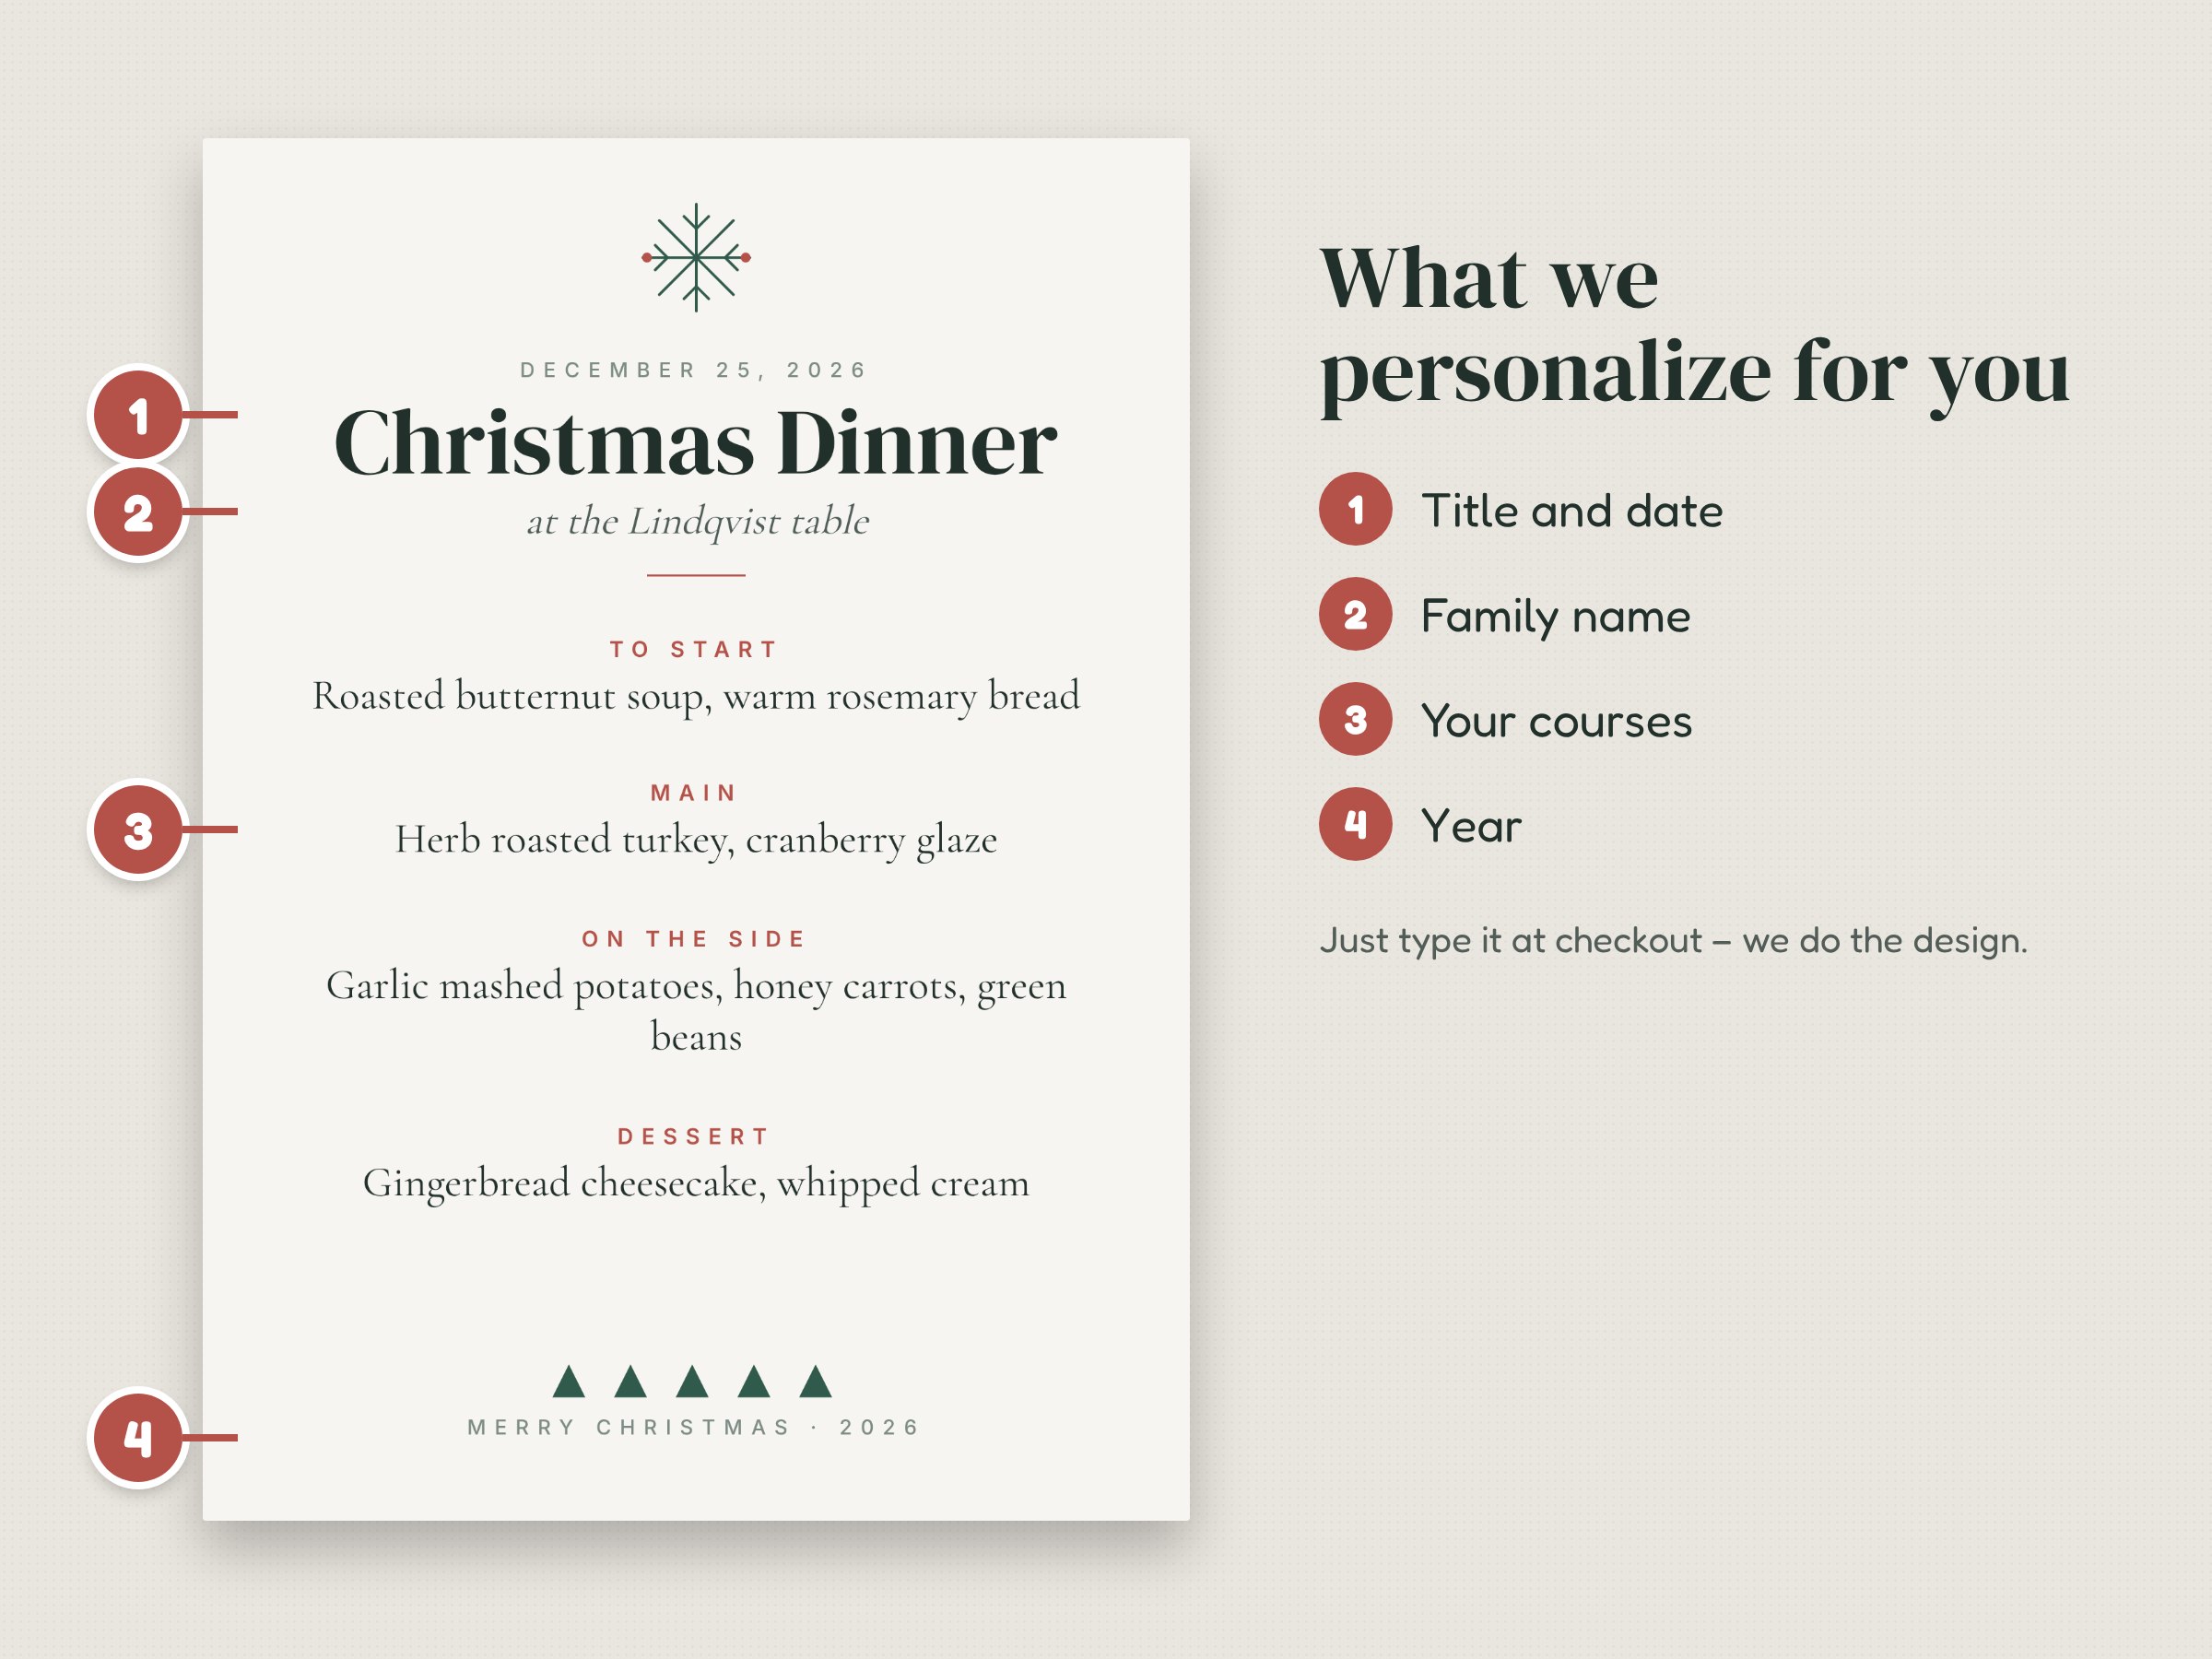 DECEMBER 25, 2026
1
Christmas Dinner
2
at the Lindqvist table
TO START
Roasted butternut soup, warm rosemary bread
MAIN
3
Herb roasted turkey, cranberry glaze
ON THE SIDE
Garlic mashed potatoes, honey carrots, green
beans
DESSERT
Gingerbread cheesecake, whipped cream
4
MERRY CHRISTMAS · 2026
What we
personalize for you
1 Title and date
2 Family name
3 Your courses
4 Year
Just type it at checkout – we do the design.